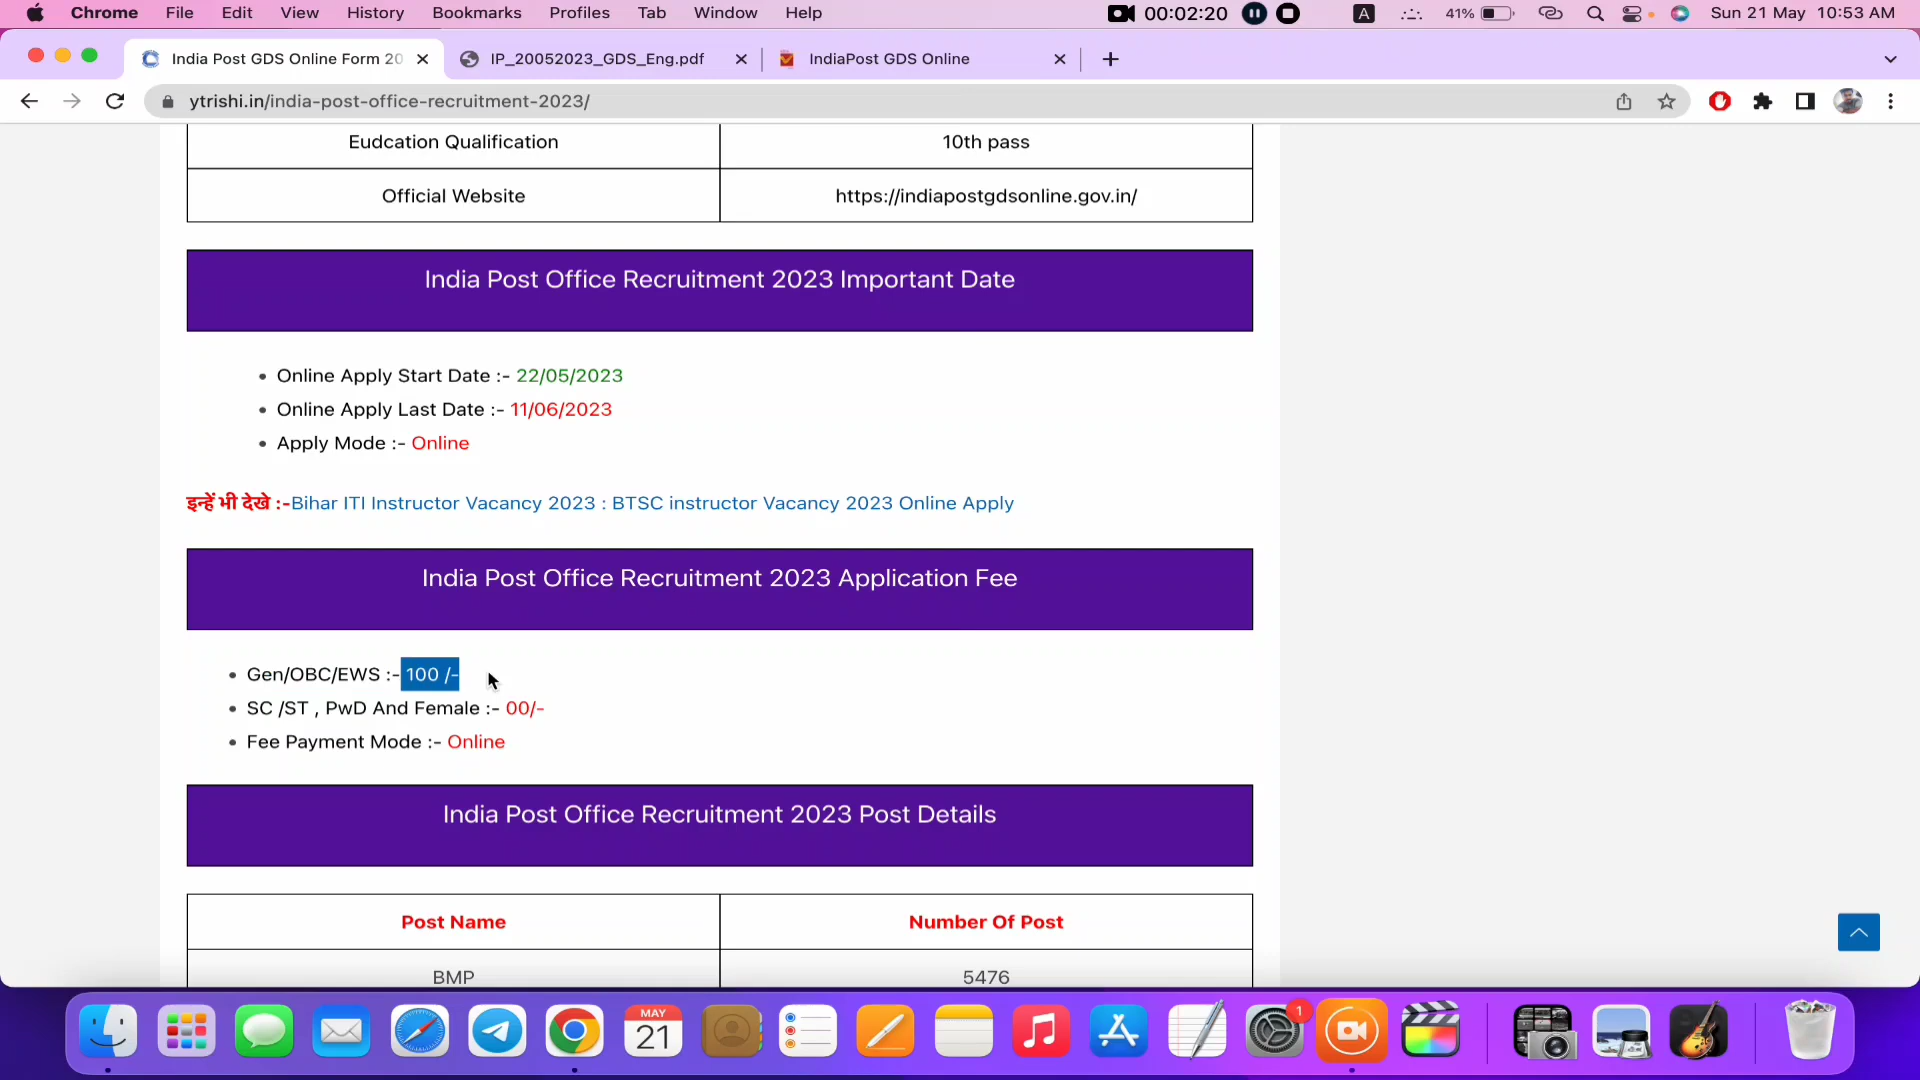 Chrome File Edit View History Bookmarks Profiles Tab Window Help 00:02:20 A 41% Sun 21 May 10:53 AM
India Post GDS Online Form 20 IP_20052023_GDS_Eng.pdf IndiaPost GDS Online
ytrishi.in/india-post-office-recruitment-2023/
Eudcation Qualification 10th pass
Official Website https://indiapostgdsonline.gov.in/
India Post Office Recruitment 2023 Important Date
Online Apply Start Date :- 22/05/2023
Online Apply Last Date :- 11/06/2023
Apply Mode :- Online
इन्हें भी देखे :-Bihar ITI Instructor Vacancy 2023 : BTSC instructor Vacancy 2023 Online Apply
India Post Office Recruitment 2023 Application Fee
Gen/OBC/EWS :- 100 /-
SC /ST , PwD And Female :- 00/-
Fee Payment Mode :- Online
India Post Office Recruitment 2023 Post Details
Post Name Number Of Post
BMP 5476
MAY
21
1